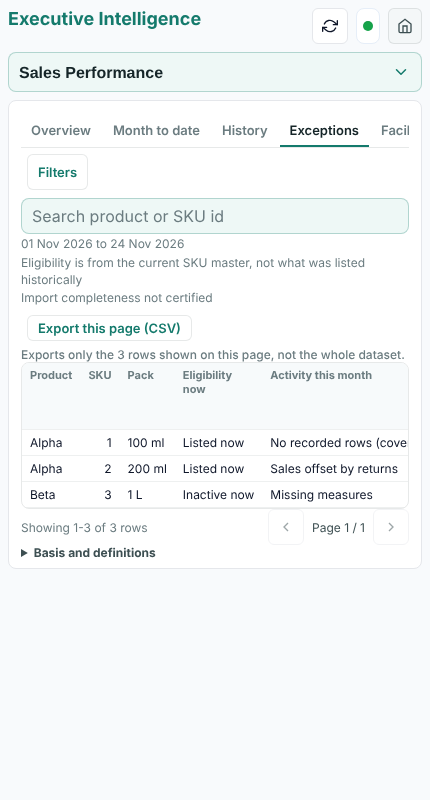 Executive Intelligence
Sales Performance
Overview Month to date History Exceptions Facil
Filters
Search product or SKU id
01 Nov 2026 to 24 Nov 2026
Eligibility is from the current SKU master, not what was listed
historically
Import completeness not certified
Export this page (CSV)
Exports only the 3 rows shown on this page, not the whole dataset.
Product SKU Pack Eligibility now Activity this month
Alpha 1 100 ml Listed now No recorded rows (cove
Alpha 2 200 ml Listed now Sales offset by returns
Beta 3 1 L Inactive now Missing measures
Showing 1-3 of 3 rows Page 1 / 1
Basis and definitions